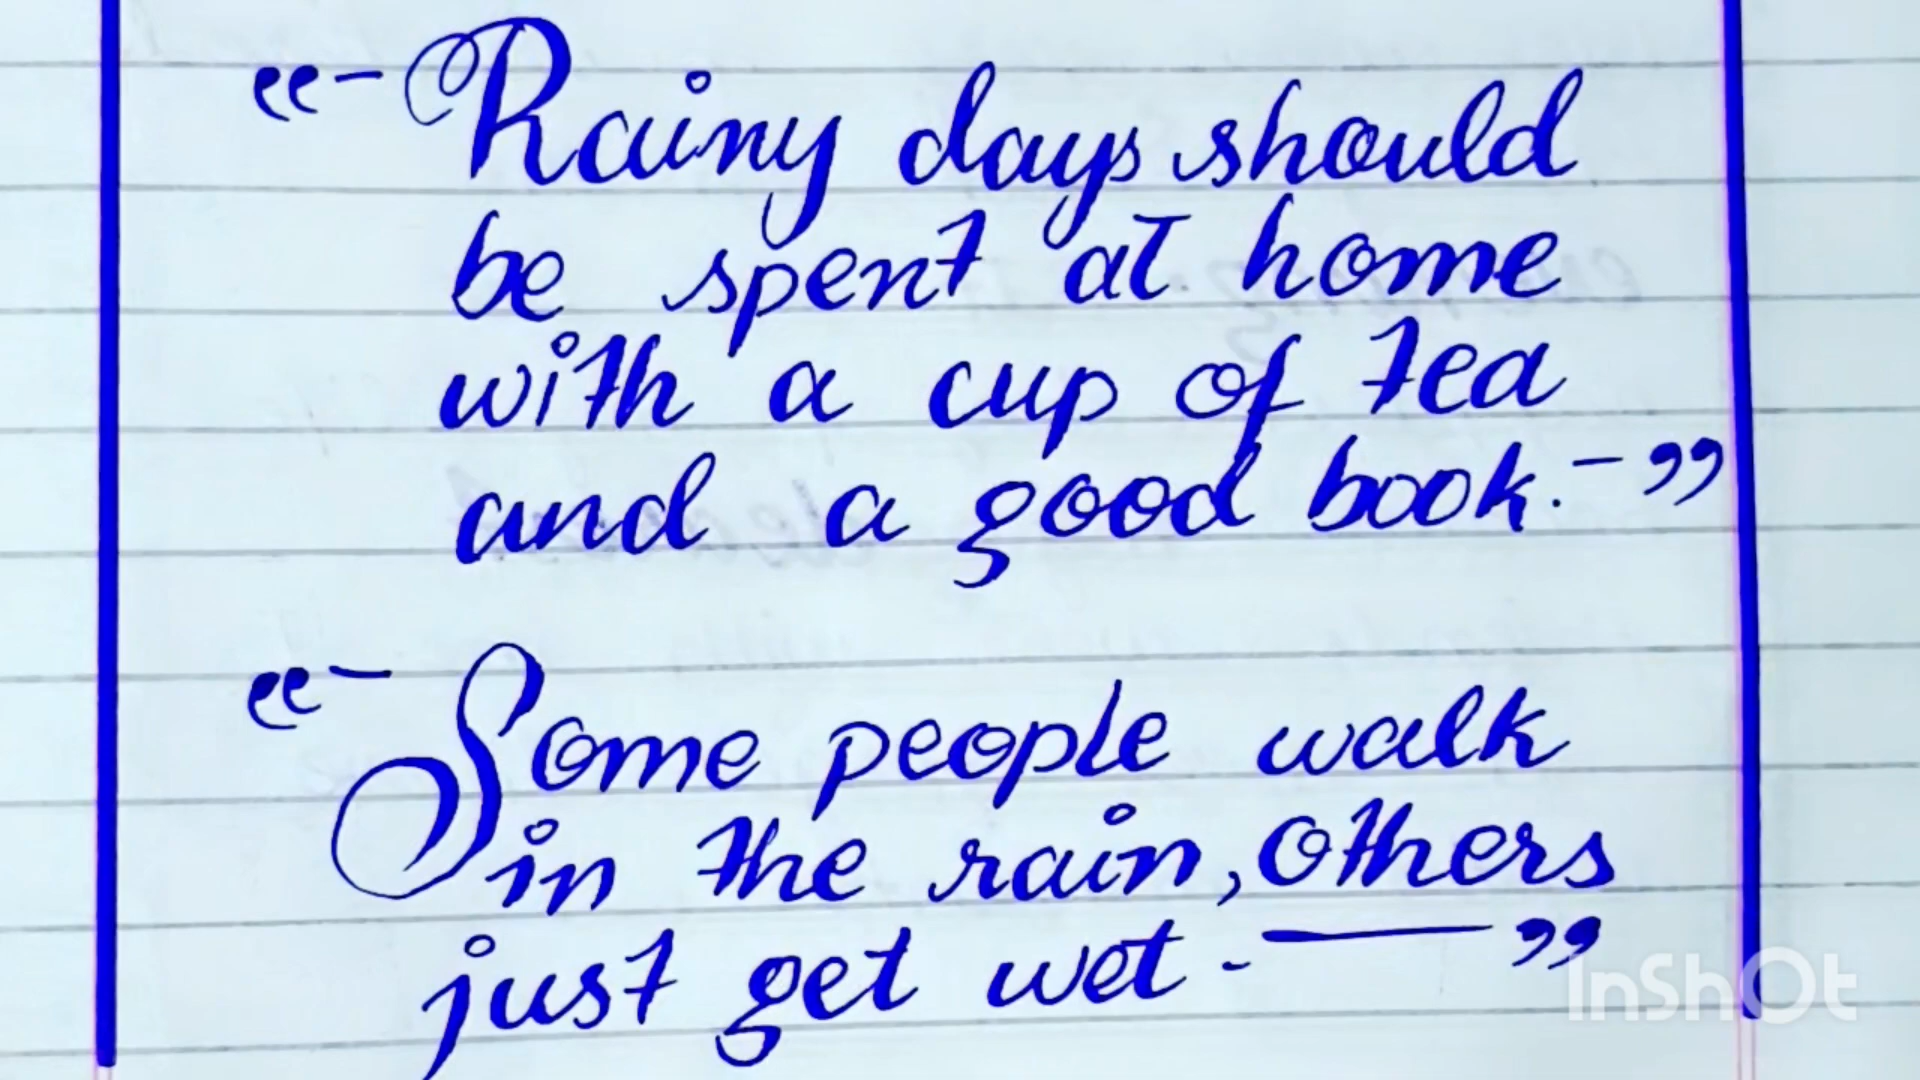 “- Rainy days should
be spent at home
with a cup of tea
and a good book. - ”
“- Some people walk
in the rain, others
just get wet. — ”
InShOt